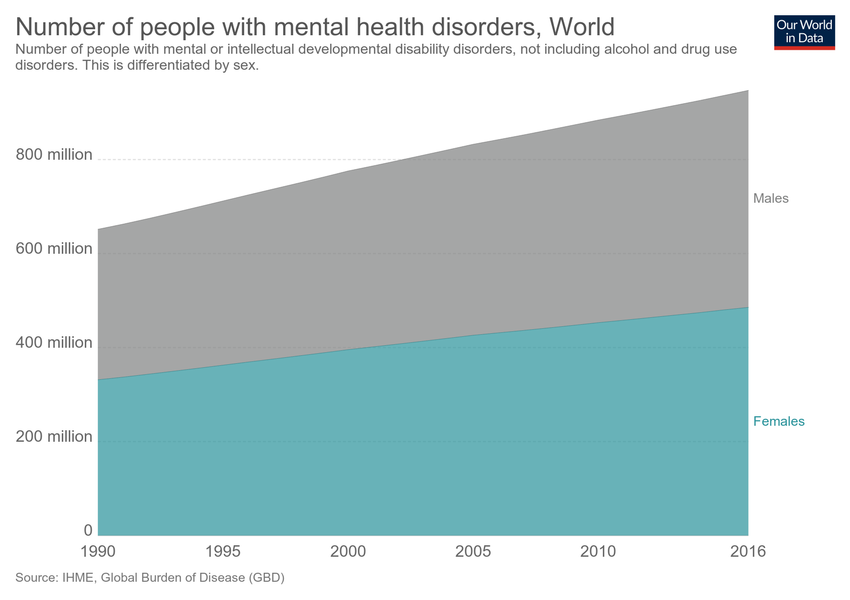 Number of people with mental health disorders, World
Our World
in Data
Number of people with mental or intellectual developmental disability disorders, not including alcohol and drug use
disorders. This is differentiated by sex.
800 million
600 million
400 million
200 million
0
Males
Females
1990 1995 2000 2005 2010 2016
Source: IHME, Global Burden of Disease (GBD)